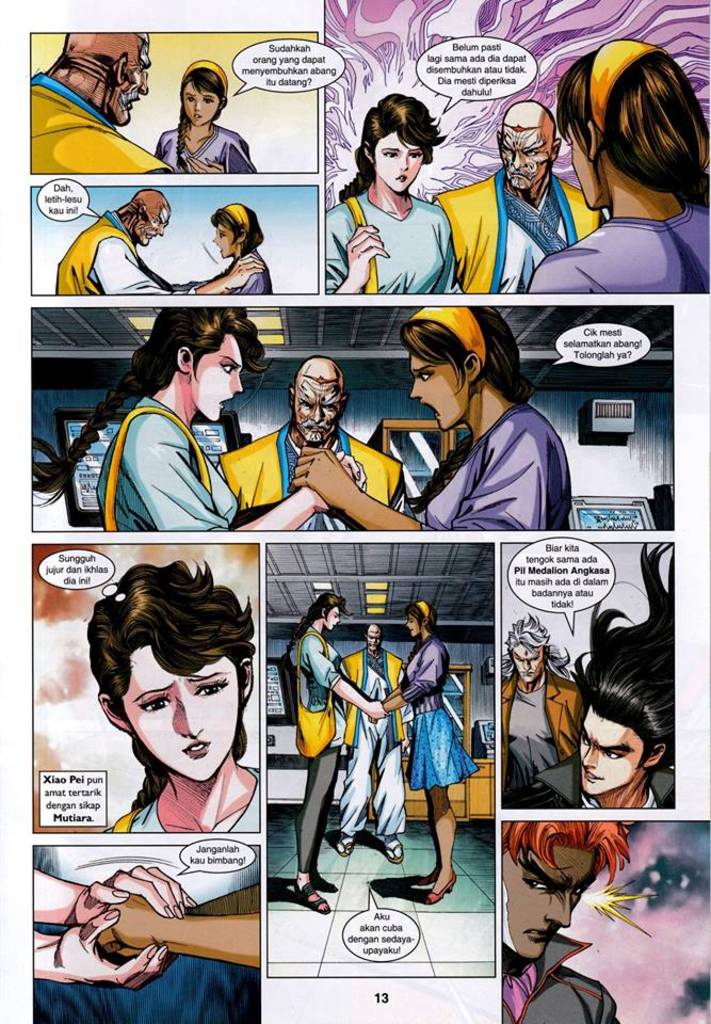 Sudahkah
orang yang dapat
menyembuhkan abang
itu datang?
Belum pasti
lagi sama ada dia dapat
disembuhkan atau tidak.
Dia mesti diperiksa
dahulu!
Dah,
letih-lesu
kau ini!
Cik mesti
selamatkan abang!
Tolonglah ya?
Sungguh
jujur dan ikhlas
dia ini!
Xiao Pei pun
amat tertarik
dengan sikap
Mutiara.
Janganlah
kau bimbang!
Aku
akan cuba
dengan sedaya-
upayaku!
Biar kita
tengok sama ada
Pil Medalion Angkasa
itu masih ada di dalam
badannya atau
tidak!
13